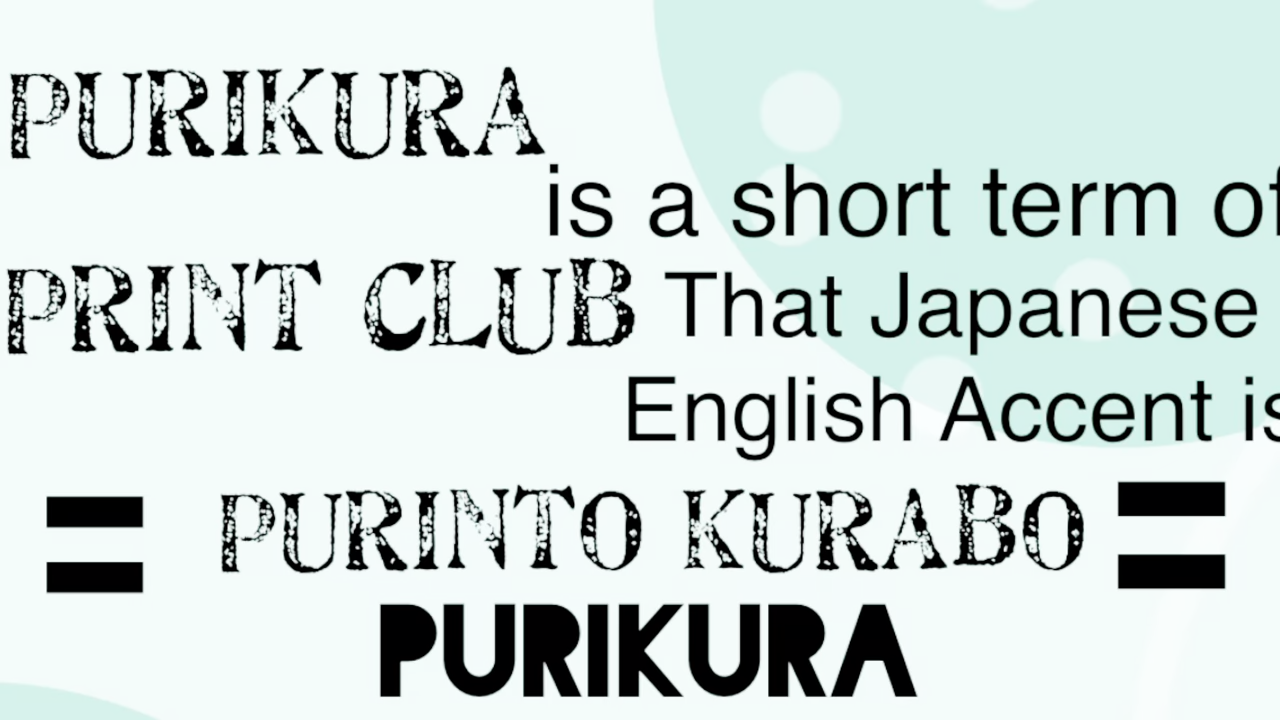 PURIKURA
is a short term of
PRINT CLUB That Japanese
English Accent is
= PURINTO KURABO =
PURIKURA